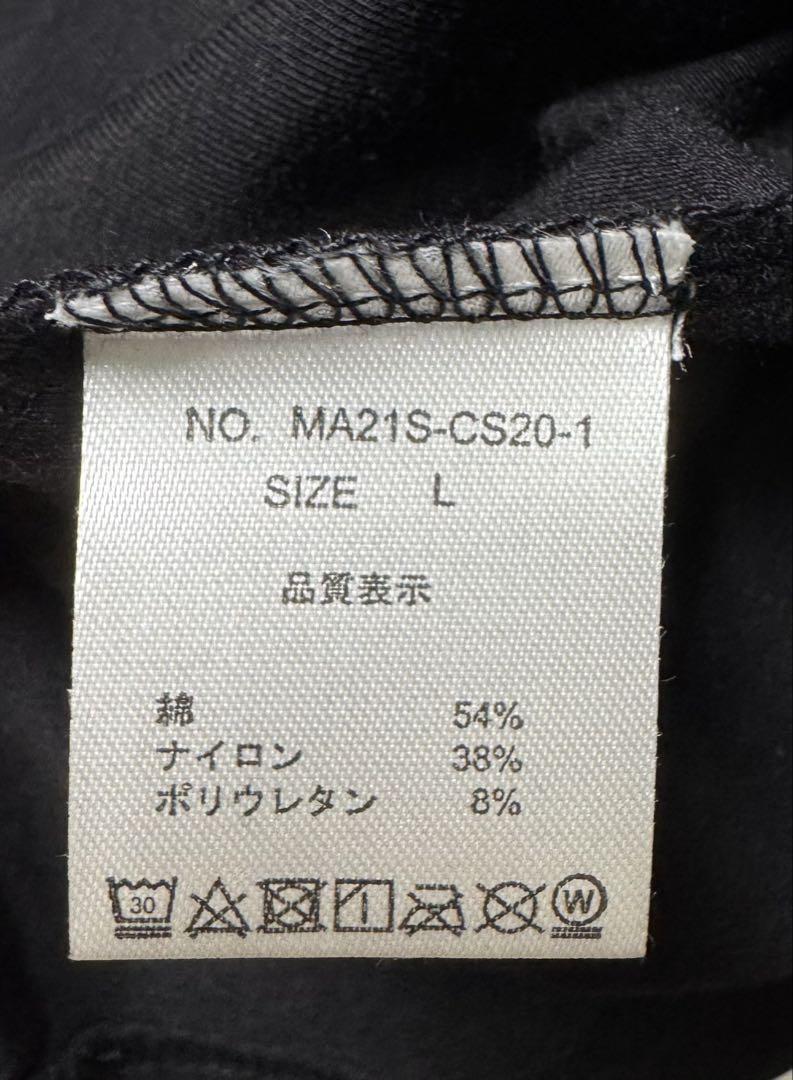 NO. MA21S-CS20-1
SIZE L
品質表示
綿 54%
ナイロン 38%
ポリウレタン 8%
30 W